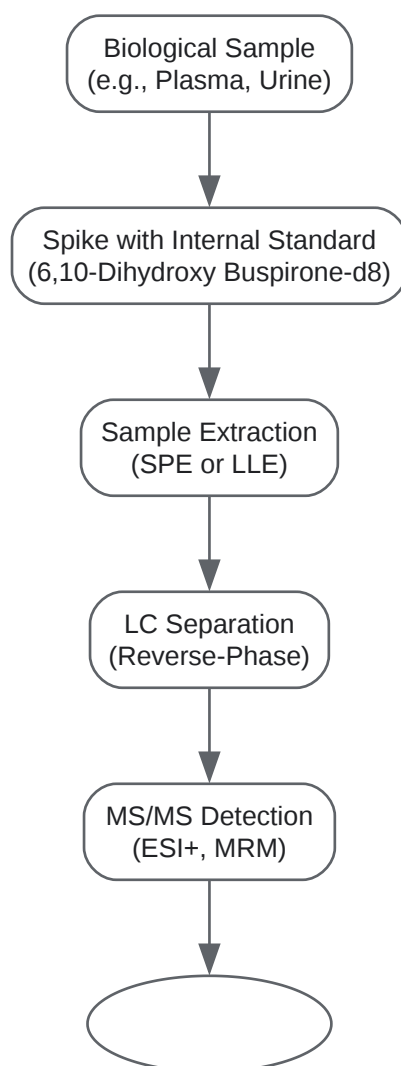 Biological Sample
(e.g., Plasma, Urine)
Spike with Internal Standard
(6,10-Dihydroxy Buspirone-d8)
Sample Extraction
(SPE or LLE)
LC Separation
(Reverse-Phase)
MS/MS Detection
(ESI+, MRM)